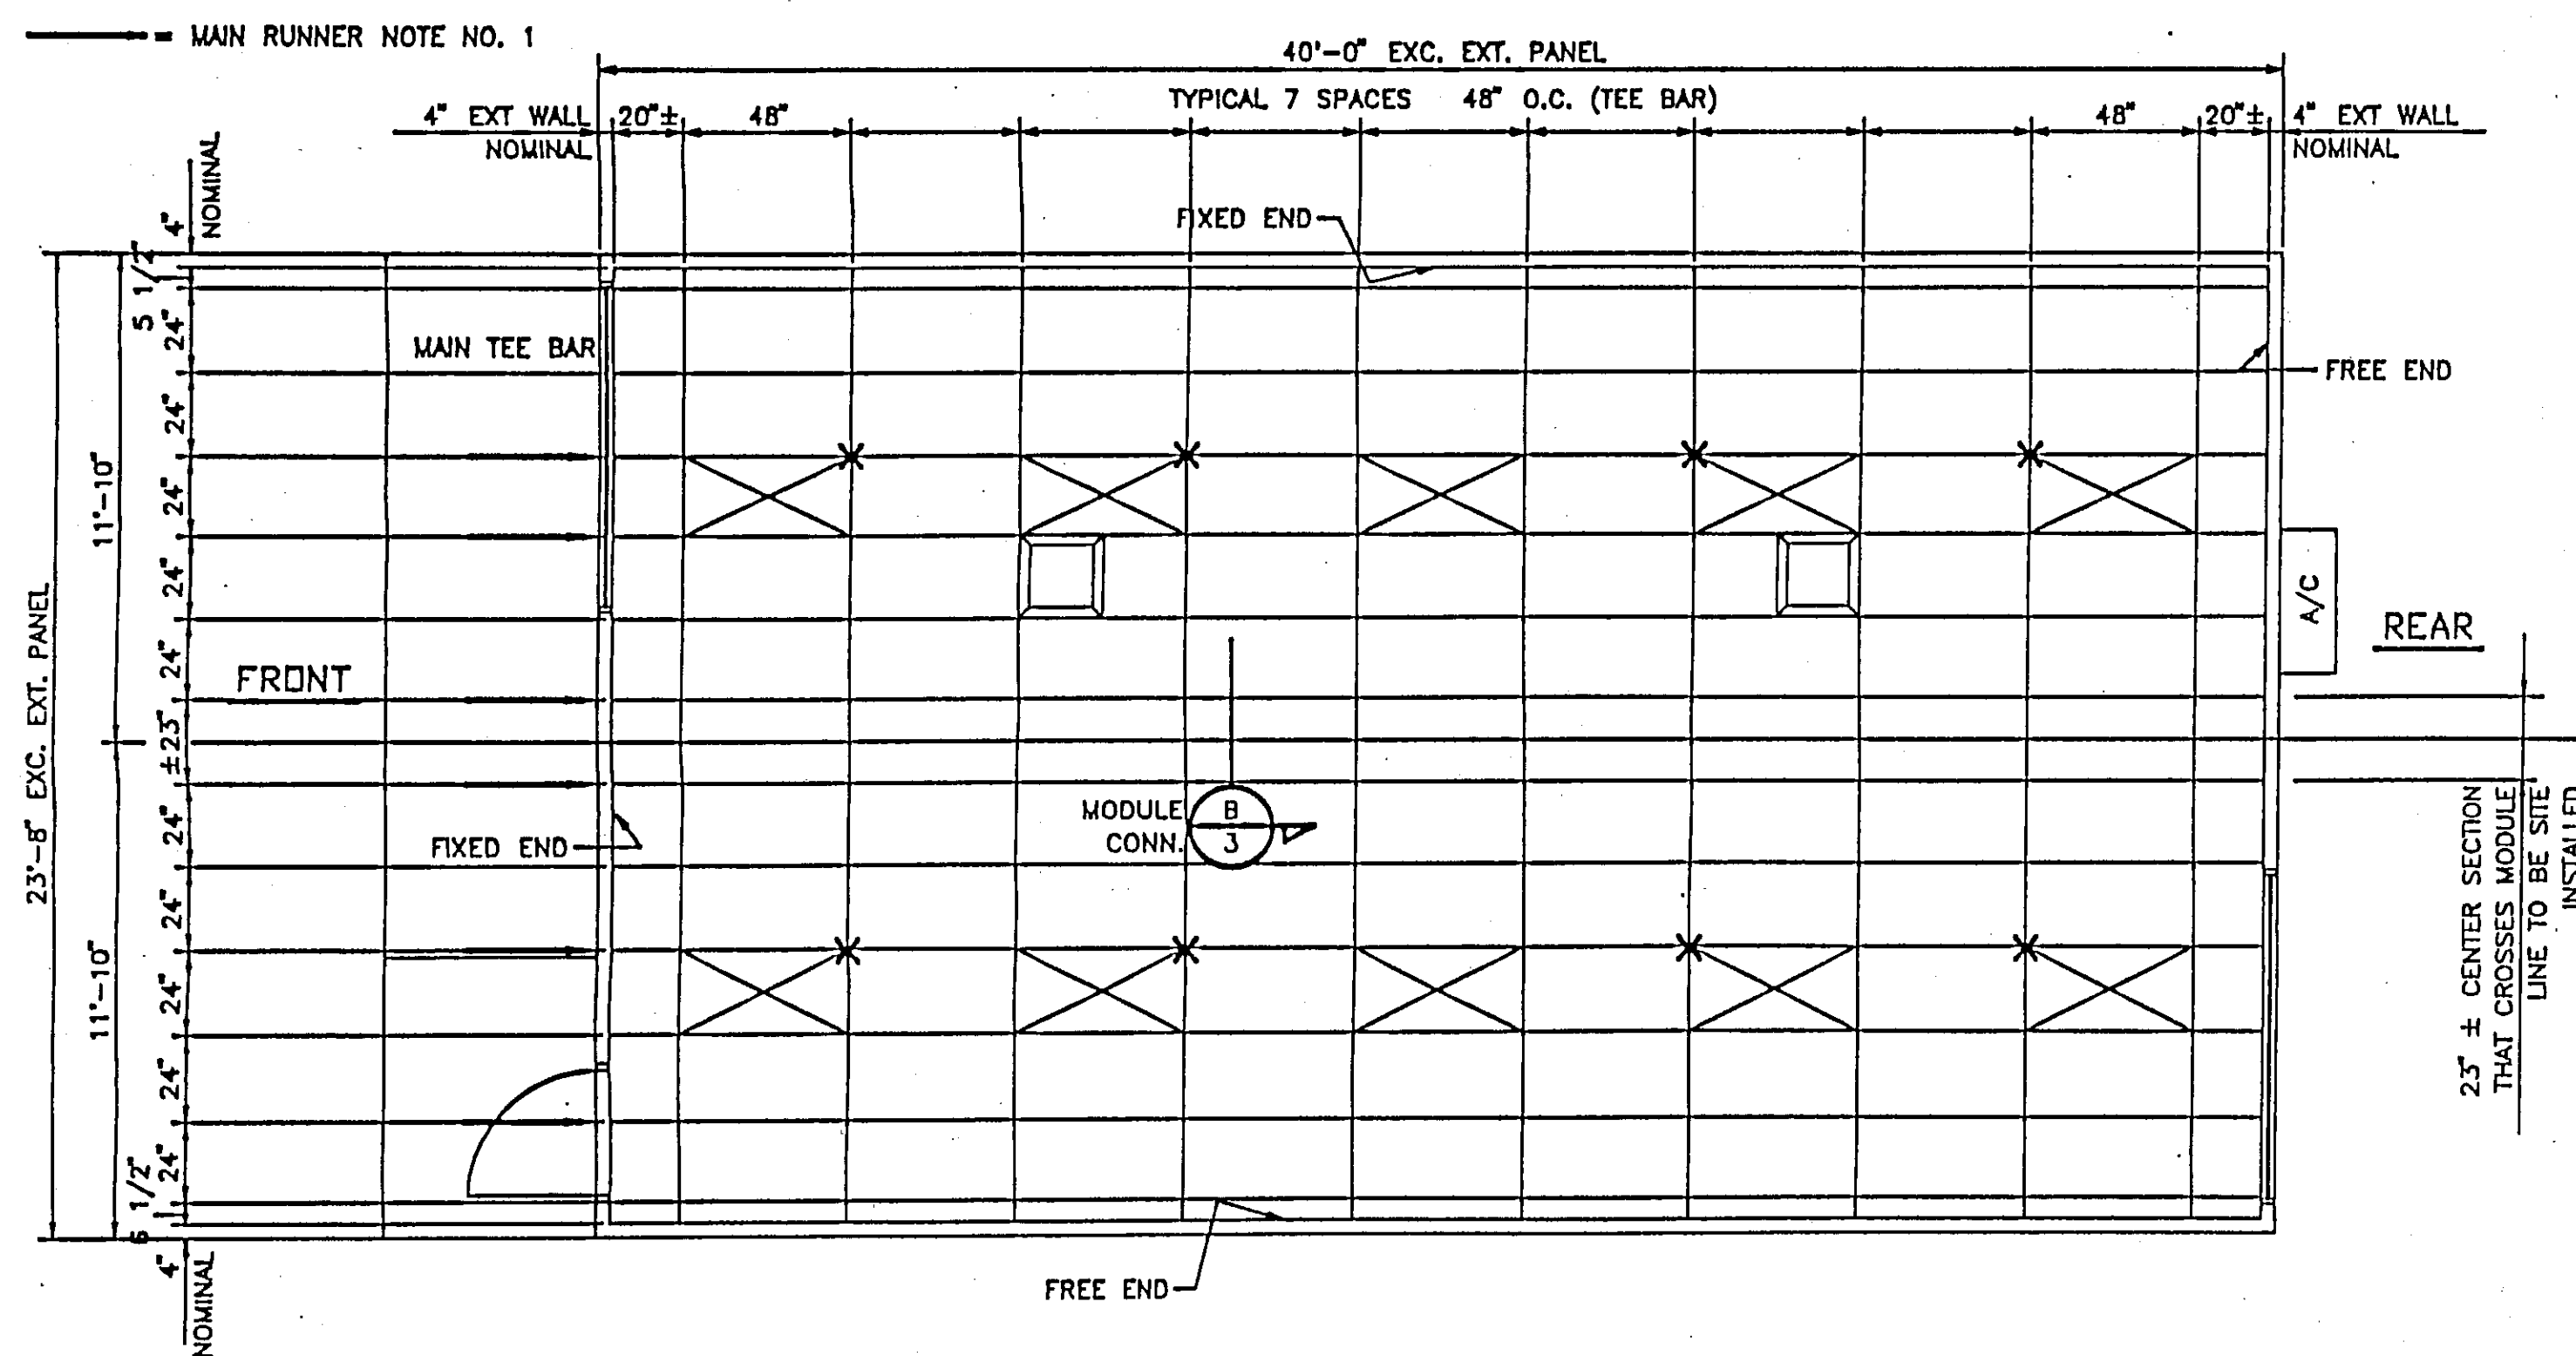 = MAIN RUNNER NOTE NO. 1
40'-0" EXC. EXT. PANEL
TYPICAL 7 SPACES 48" O.C. (TEE BAR)
4" EXT WALL
NOMINAL
20"±
48"
48"
20"±
4" EXT WALL
NOMINAL
NOMINAL
4"
5 1/2"
24"
24"
24"
24"
24"
±23"
24"
24"
24"
24"
24"
6 1/2"
4"
NOMINAL
11'-10"
11'-10"
23'-8" EXC. EXT. PANEL
FIXED END
MAIN TEE BAR
FREE END
A/C
REAR
FRONT
MODULE
CONN.
B
3
FIXED END
FREE END
23" ± CENTER SECTION
THAT CROSSES MODULE
LINE TO BE SITE
INSTALLED